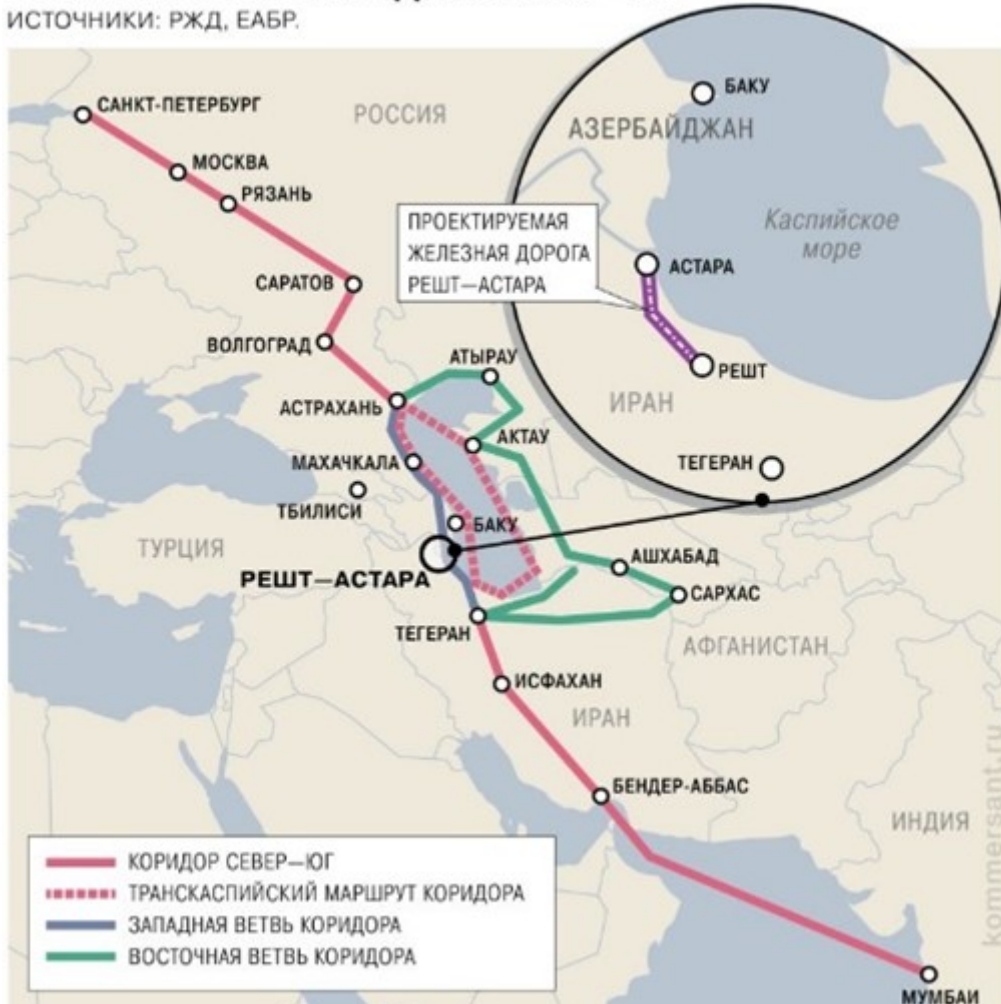 ИСТОЧНИКИ: РЖД, ЕАБР.
САНКТ-ПЕТЕРБУРГ
РОССИЯ
БАКУ
АЗЕРБАЙДЖАН
МОСКВА
РЯЗАНЬ
ПРОЕКТИРУЕМАЯ
ЖЕЛЕЗНАЯ ДОРОГА
РЕШТ—АСТАРА
Каспийское
море
АСТАРА
САРАТОВ
ВОЛГОГРАД
АТЫРАУ
РЕШТ
ИРАН
АСТРАХАНЬ
АКТАУ
МАХАЧКАЛА
ТЕГЕРАН
ТБИЛИСИ
БАКУ
ТУРЦИЯ
АШХАБАД
РЕШТ—АСТАРА
САРХАС
ТЕГЕРАН
АФГАНИСТАН
ИСФАХАН
ИРАН
БЕНДЕР-АББАС
ИНДИЯ
КОРИДОР СЕВЕР—ЮГ
ТРАНСКАСПИЙСКИЙ МАРШРУТ КОРИДОРА
ЗАПАДНАЯ ВЕТВЬ КОРИДОРА
ВОСТОЧНАЯ ВЕТВЬ КОРИДОРА
МУМБАИ
kommersant.ru